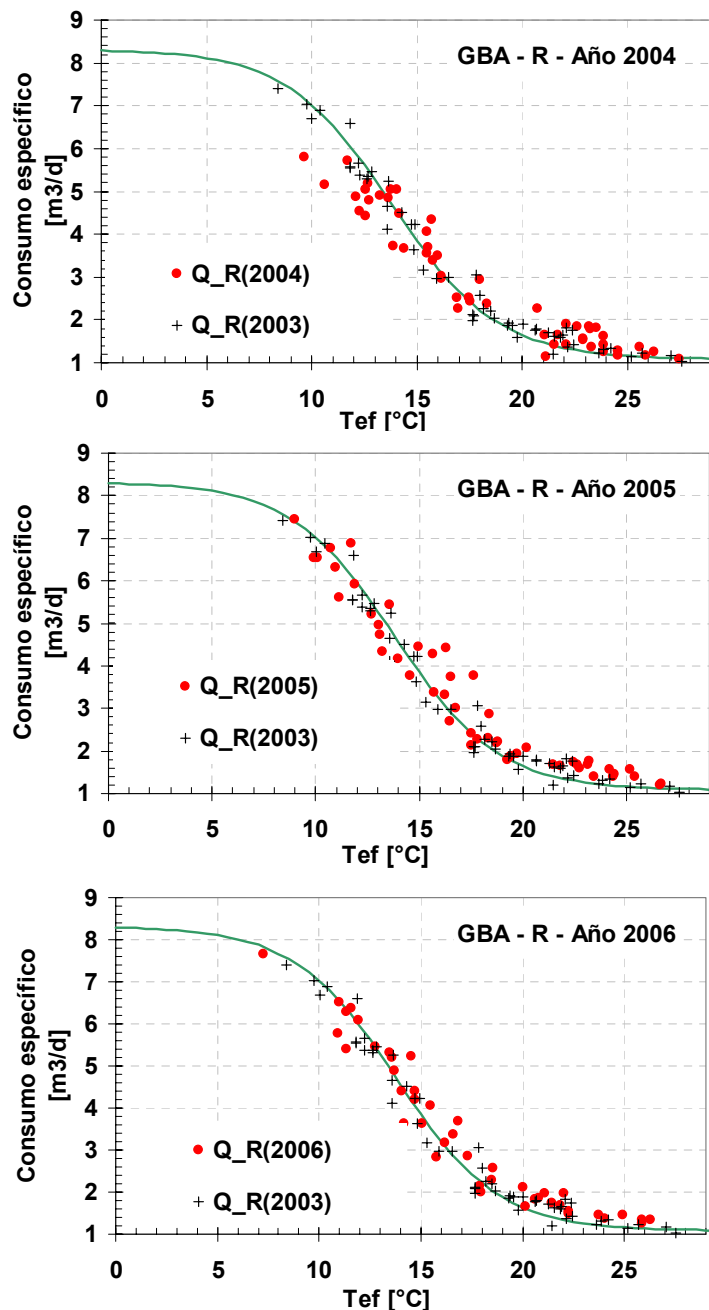 GBA - R - Año 2004
Consumo específico
[m3/d]
9
8
7
6
5
4
3
2
1
Q_R(2004)
Q_R(2003)
0 5 10 15 20 25
Tef [°C]
GBA - R - Año 2005
Consumo específico
[m3/d]
9
8
7
6
5
4
3
2
1
Q_R(2005)
Q_R(2003)
0 5 10 15 20 25
Tef [°C]
GBA - R - Año 2006
Consumo específico
[m3/d]
9
8
7
6
5
4
3
2
1
Q_R(2006)
Q_R(2003)
0 5 10 15 20 25
Tef [°C]